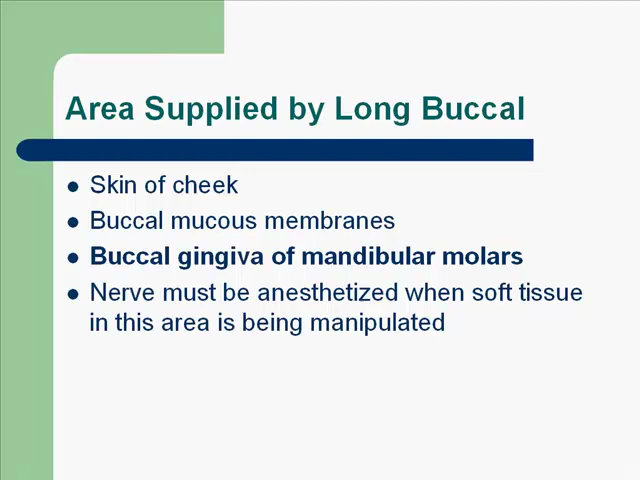 Area Supplied by Long Buccal
Skin of cheek
Buccal mucous membranes
Buccal gingiva of mandibular molars
Nerve must be anesthetized when soft tissue
in this area is being manipulated